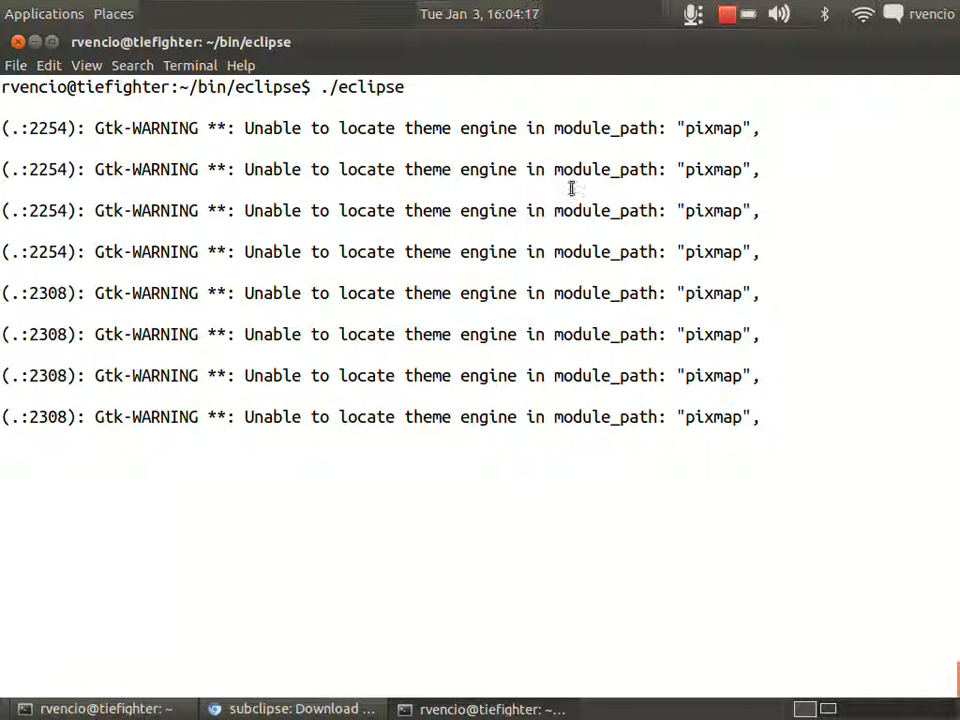 Applications Places Tue Jan 3, 16:04:17 rvencio
rvencio@tiefighter: ~/bin/eclipse
File Edit View Search Terminal Help
rvencio@tiefighter:~/bin/eclipse$ ./eclipse
(.:2254): Gtk-WARNING **: Unable to locate theme engine in module_path: "pixmap",
(.:2254): Gtk-WARNING **: Unable to locate theme engine in module_path: "pixmap",
(.:2254): Gtk-WARNING **: Unable to locate theme engine in module_path: "pixmap",
(.:2254): Gtk-WARNING **: Unable to locate theme engine in module_path: "pixmap",
(.:2308): Gtk-WARNING **: Unable to locate theme engine in module_path: "pixmap",
(.:2308): Gtk-WARNING **: Unable to locate theme engine in module_path: "pixmap",
(.:2308): Gtk-WARNING **: Unable to locate theme engine in module_path: "pixmap",
(.:2308): Gtk-WARNING **: Unable to locate theme engine in module_path: "pixmap",
rvencio@tiefighter: ~ subclipse: Download ... rvencio@tiefighter: ~...